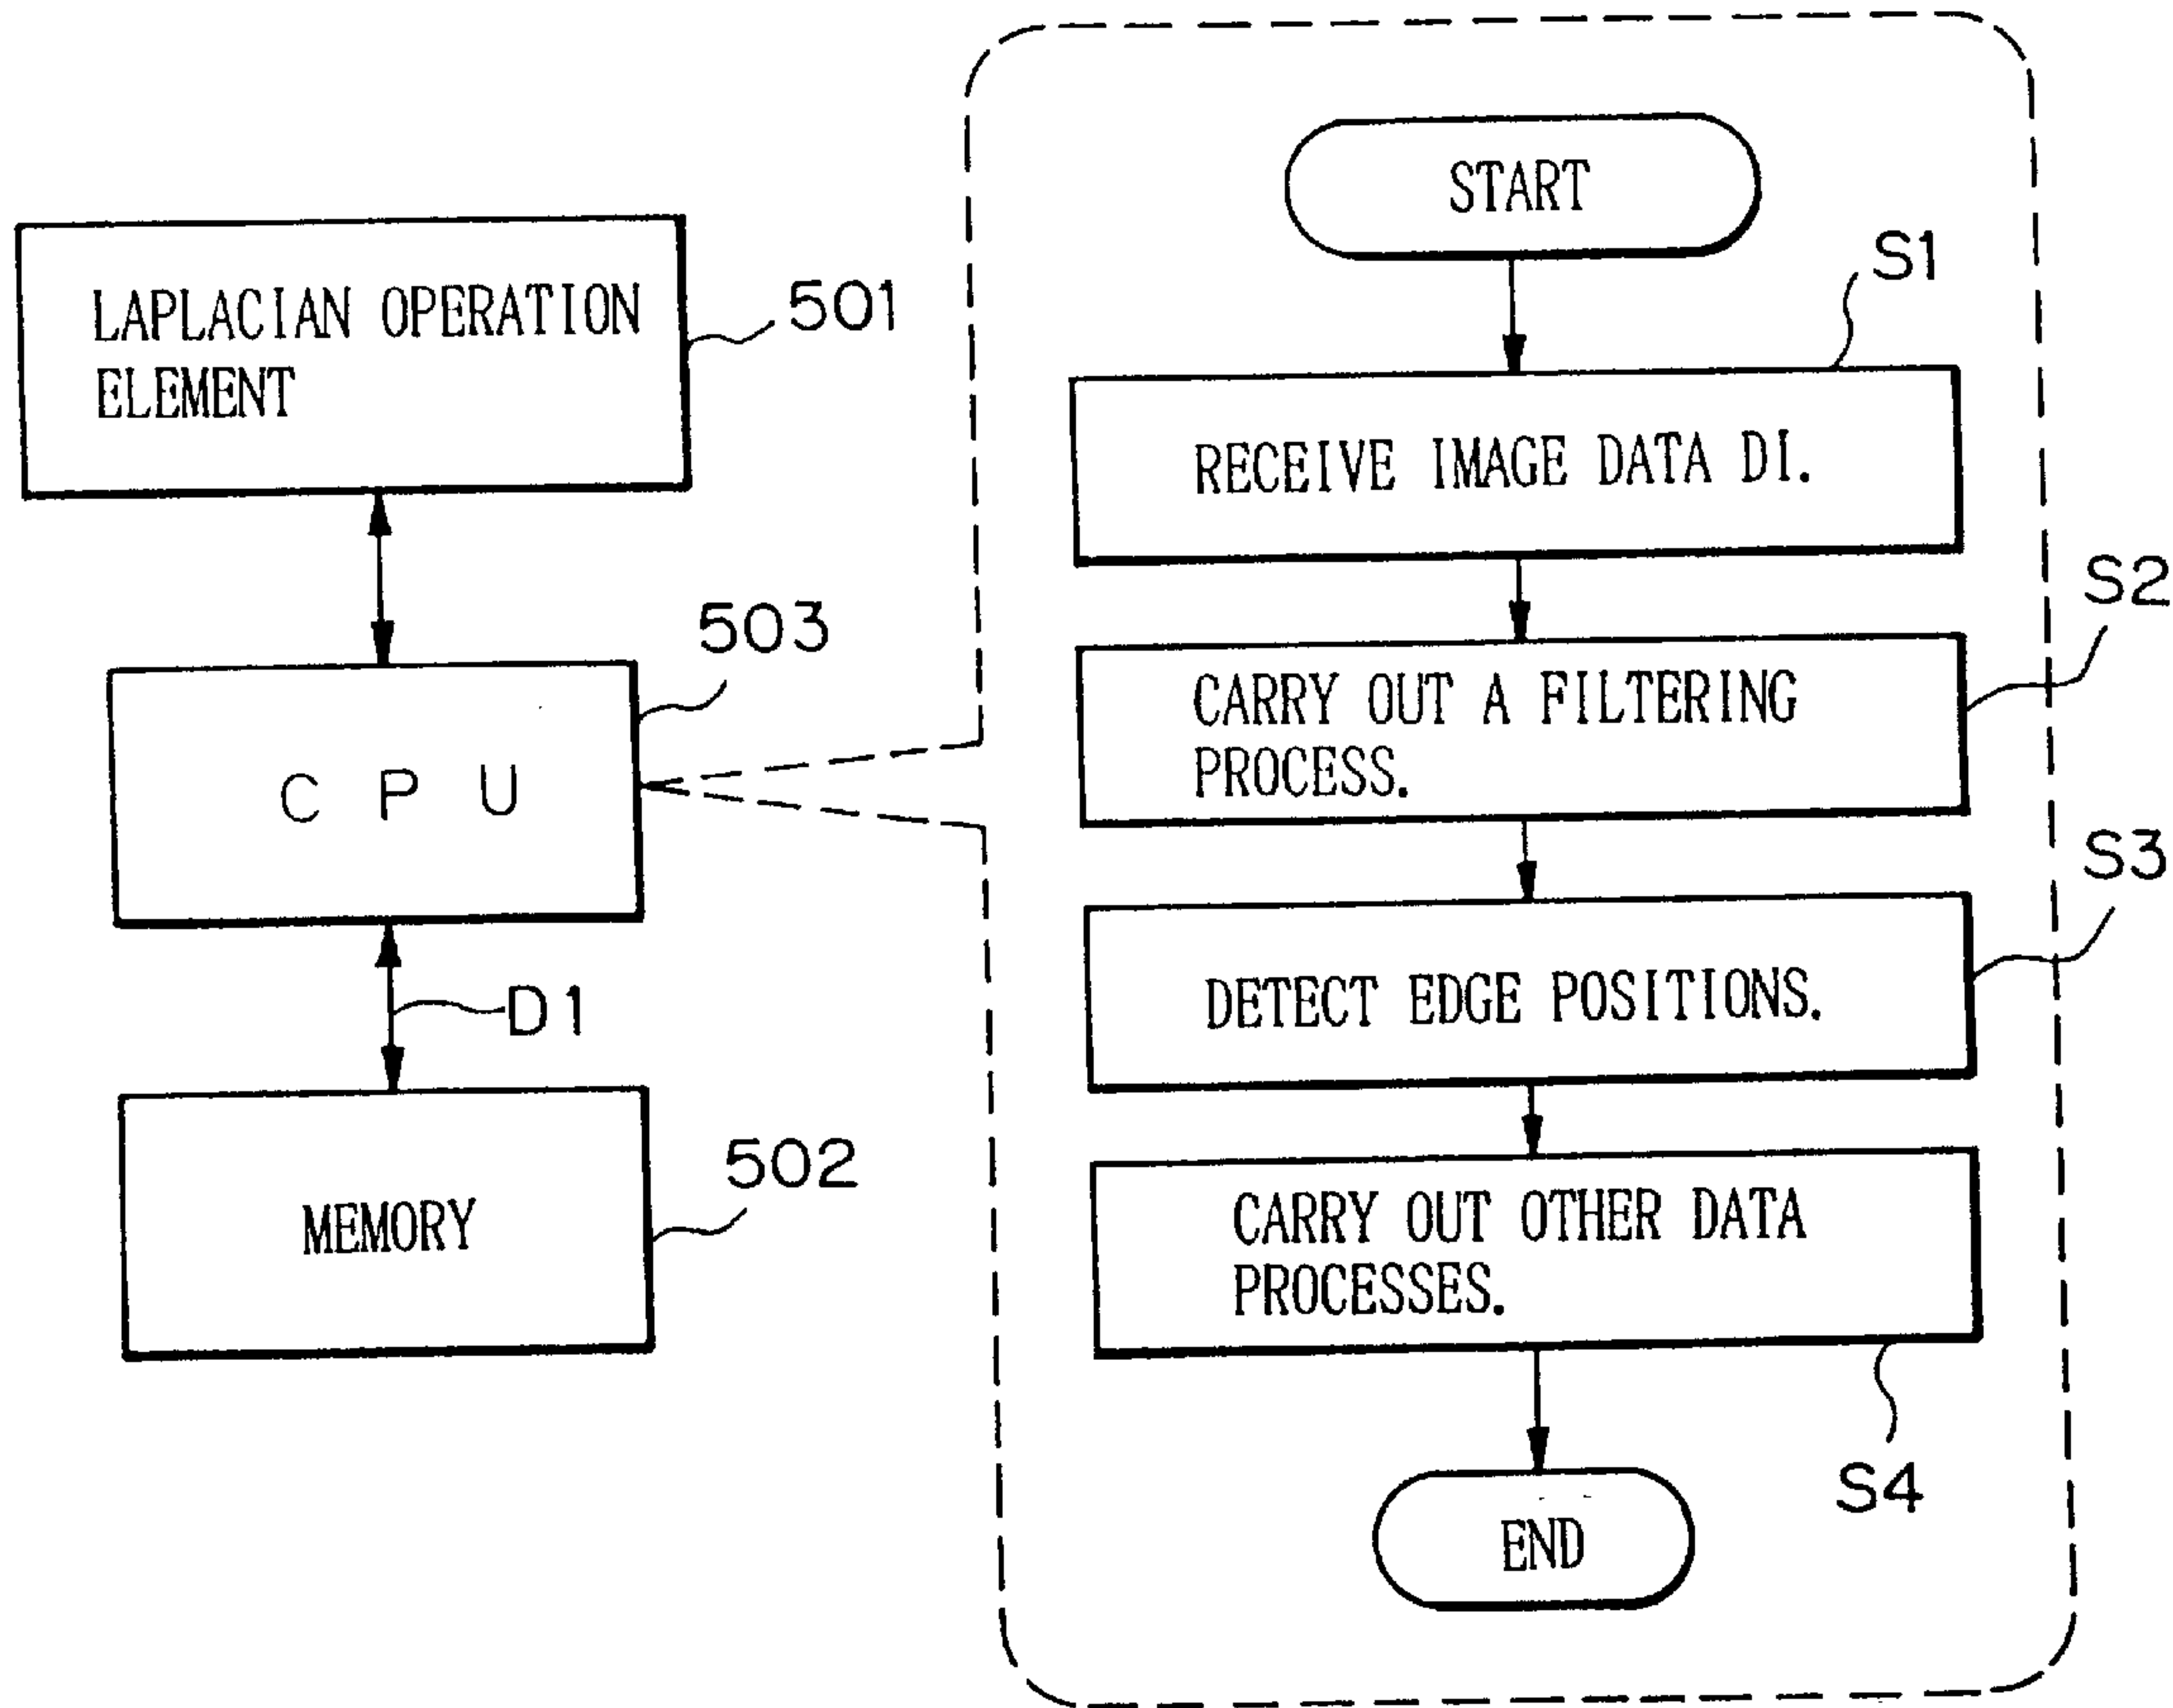 LAPLACIAN OPERATION
ELEMENT
501
503
C P U
D1
502
MEMORY
START
S1
RECEIVE IMAGE DATA DI.
S2
CARRY OUT A FILTERING
PROCESS.
S3
DETECT EDGE POSITIONS.
CARRY OUT OTHER DATA
PROCESSES.
S4
END